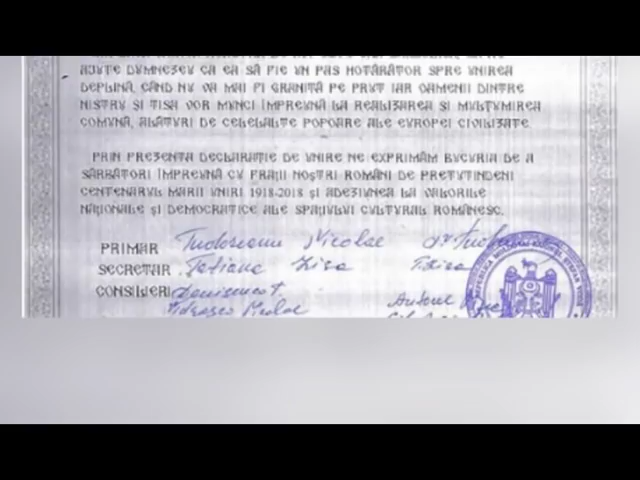 AJUTE DUMNEZEU CA EA SĂ FIE UN PAS HOTĂRÂTOR SPRE UNIREA
DEPLINĂ, CÂND NU VA MAI FI GRANIȚĂ PE PRUT IAR OAMENII DINTRE
NISTRU ȘI TISA VOR MUNCI ÎMPREUNĂ LA REALIZAREA ȘI MULȚUMIREA
COMUNĂ, ALĂTURI DE CELELALTE POPOARE ALE EUROPEI CIVILIZATE.
PRIN PREZENTA DECLARAȚIE DE UNIRE NE EXPRIMĂM BUCURIA DE A
SĂRBĂTORI ÎMPREUNĂ CU FRAȚII NOȘTRI ROMÂNI DE PRETUTINDENI
CENTENARUL MARII UNIRI 1918-2018 ȘI ADEZIUNEA LA VALORILE
NAȚIONALE ȘI DEMOCRATICE ALE SPAȚIULUI CULTURAL ROMÂNESC.
PRIMAR Tudoseanu Nicolae
SECRETAR Tatiana
CONSILIERI